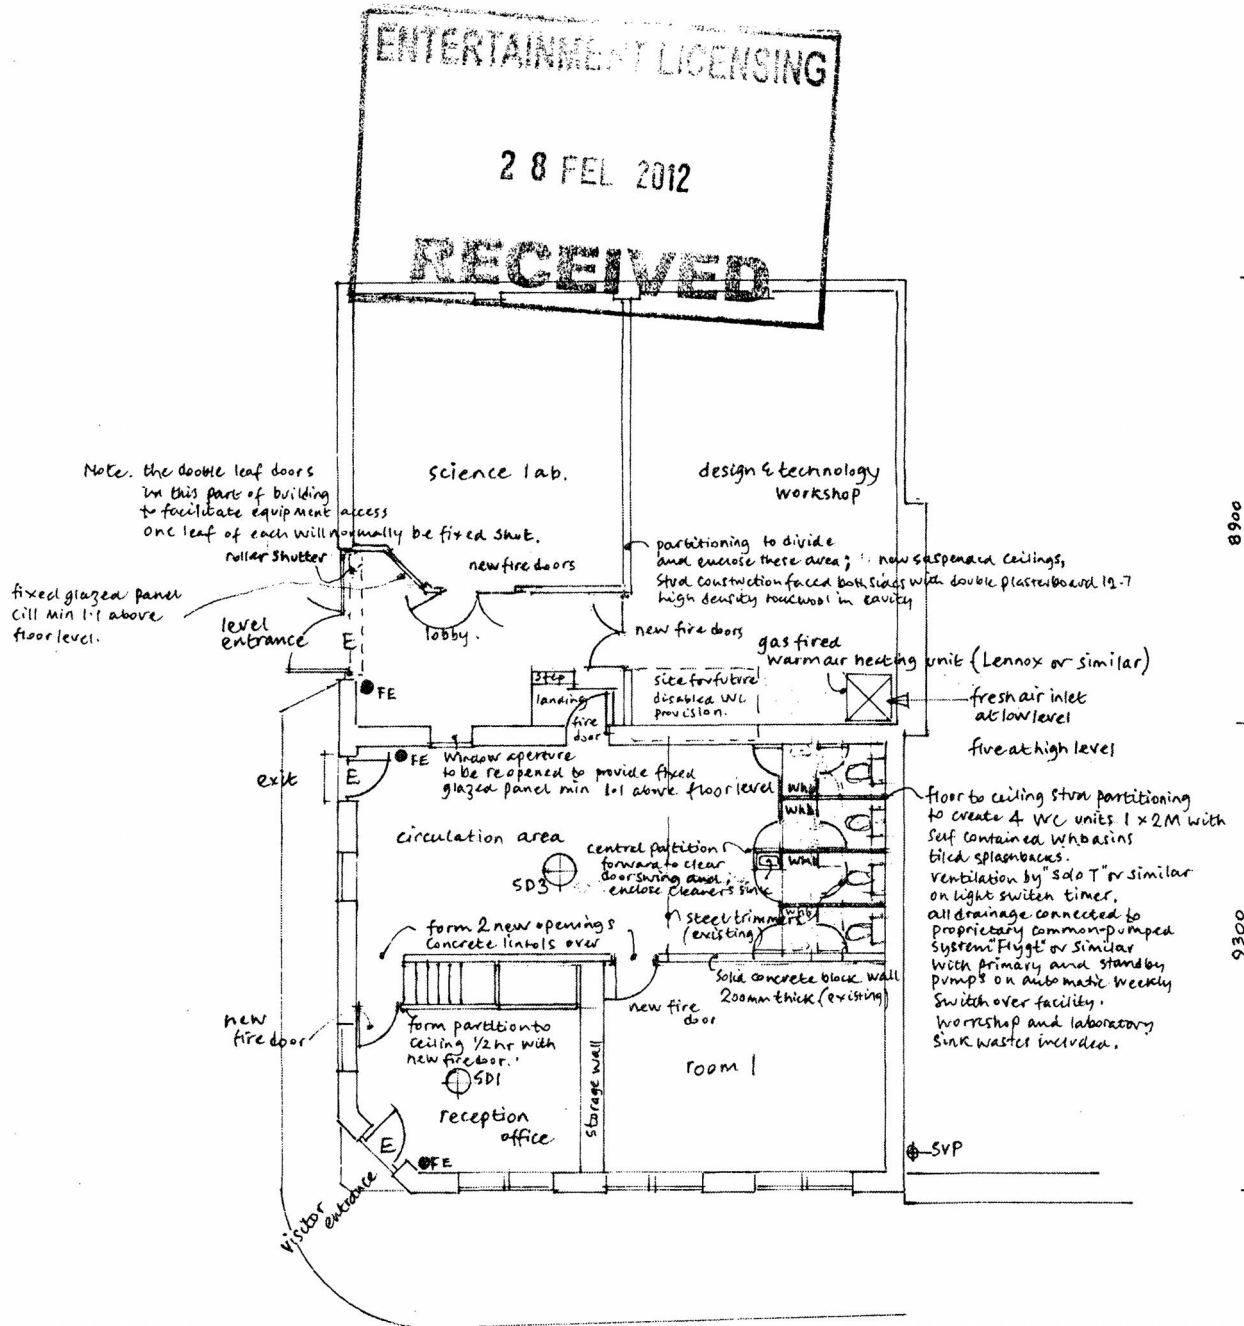 ENTERTAINMENT LICENSING
28 FEL 2012
RECEIVED
Note. the double leaf doors
in this part of building
to facilitate equipment access
one leaf of each will normally be fixed shut.
roller shutter
fixed glazed panel
cill min 1·1 above
floor level.
level
entrance
E
science lab.
new fire doors
lobby.
design & technology
workshop
partitioning to divide
and enclose these area; new suspended ceilings,
stud construction faced both sides with double plasterboard 12-7
high density rockwool in cavity
new fire doors
gas fired
warm air heating unit (Lennox or similar)
fresh air inlet
at low level
flue at high level
site for future
disabled WC
provision.
step
landing
fire
door
FE
FE
window aperture
to be reopened to provide fixed
glazed panel min 1·1 above floor level
exit
E
circulation area
SD3
central partition
forward to clear
door swing and
enclose cleaners sink
whb
whb
whb
whb
steel trimmers
(existing)
floor to ceiling stud partitioning
to create 4 WC units 1 x 2M with
self contained whbasins
tiled splashbacks.
ventilation by "Solo T" or similar
on light switch timer.
all drainage connected to
proprietary common pumped
system "Flygt" or similar
with primary and standby
pumps on automatic weekly
switch over facility.
workshop and laboratory
sink wastes included.
form 2 new openings
concrete lintols over
solid concrete block wall
200mm thick (existing)
new fire
door
new
fire door
form partition to
ceiling 1/2 hr with
new firedoor.
SD1
reception
office
storage wall
room 1
E
FE
visitor
entrance
SVP
8900
9300